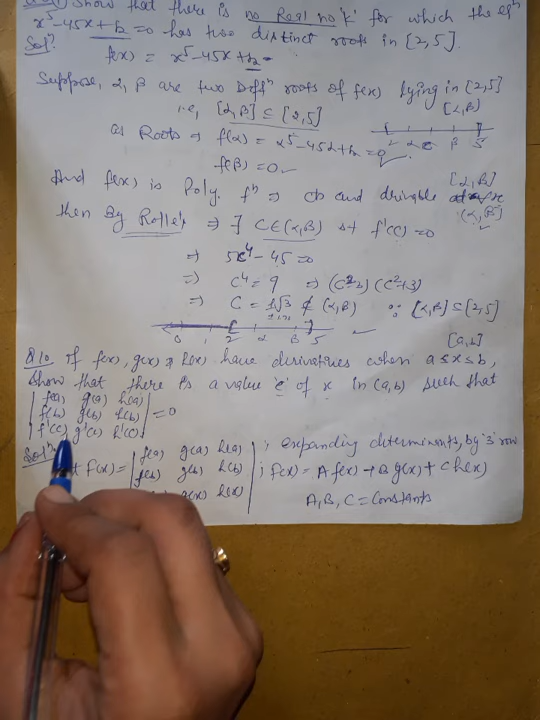 Show that there is no Real no 'k' for which the eqⁿ
x⁵-45x+k=0 has two distinct roots in [2,5].
Solⁿ
f(x) = x⁵-45x+k
Suppose, α, β are two Diffⁿ roots of f(x) lying in [2,5]
i.e, [α,β] ⊆ [2,5]
[α,β]
as Roots ⇒ f(α) = α⁵-45α+k=0
2 α c β 5
f(β)=0
And f(x) is Poly. fⁿ ⇒ cts and derivable
[α,β]
(α,β)
then By Rolle's ⇒ ∃ C∈(α,β) st f'(c)=0
⇒ 5c⁴-45=0
⇒ c⁴ = 9 ⇒ (c²-3)(c²+3)
⇒ C = ±√3 ∉ (α,β) ∵ [α,β]⊆[2,5]
0 1 2 α β 5
[a,b]
Q10. If f(x), g(x) & h(x) have derivatives when a≤x≤b,
Show that there is a value 'c' of x in (a,b) such that
| f(a) g(a) h(a) |
| f(b) g(b) h(b) | =0
| f'(c) g'(c) h'(c) |
Solⁿ
F(x)= | f(a) g(a) h(a) | ; expanding determinants, by '3' row
| f(b) g(b) h(b) | ; F(x) = A f(x) + B g(x) + C h(x)
g(x) h(x) | A, B, C = Constants